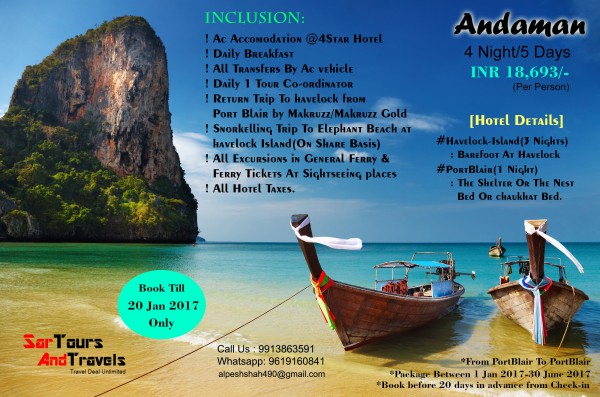 Inclusion:
! Ac Accomodation @4Star Hotel
! Daily Breakfast
! All Transfers By Ac vehicle
! Daily 1 Tour Co-ordinator
! Return Trip To havelock from
Port Blair by Makruzz/Makruzz Gold
! Snorkelling Trip To Elephant Beach at
havelock Island(On Share Basis)
! All Excursions in General Ferry &
Ferry Tickets At Sightseeing places
! All Hotel Taxes.
Andaman
4 Night/5 Days
INR 18,693/-
(Per Person)
[Hotel Details]
#Havelock-Island(3 Nights)
: Barefoot At Havelock
#PortBlair(1 Night)
: The Shelter Or The Nest
Bed Or chaukhat Bed.
Book Till
20 Jan 2017
Only
Sar Tours
And Travels
Travel Deal Unlimited
Call Us : 9913863591
Whatsapp: 9619160841
alpeshshah490@gmail.com
*From PortBlair To PortBlair
*Package Between 1 Jan 2017-30 June 2017
*Book before 20 days in advance from Check-in